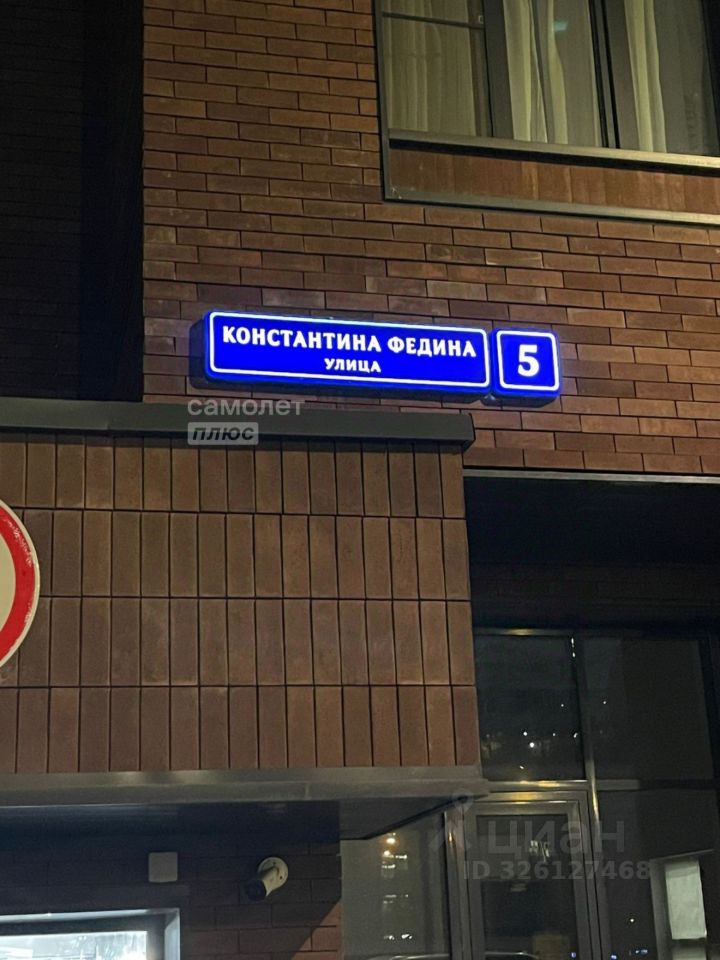 КОНСТАНТИНА ФЕДИНА
УЛИЦА
5
самолет
плюс
циан
ID 326127468